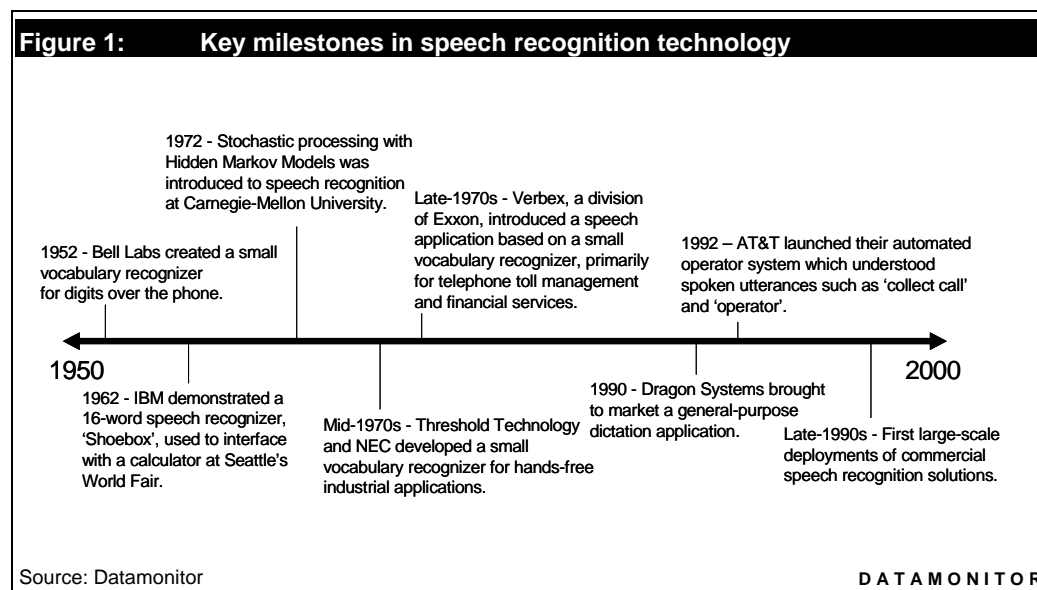 Figure 1: Key milestones in speech recognition technology
1972 - Stochastic processing with
Hidden Markov Models was
introduced to speech recognition
at Carnegie-Mellon University.
Late-1970s - Verbex, a division
of Exxon, introduced a speech
application based on a small
vocabulary recognizer, primarily
for telephone toll management
and financial services.
1952 - Bell Labs created a small
vocabulary recognizer
for digits over the phone.
1992 – AT&T launched their automated
operator system which understood
spoken utterances such as ‘collect call’
and ‘operator’.
1950
2000
1962 - IBM demonstrated a
16-word speech recognizer,
‘Shoebox’, used to interface
with a calculator at Seattle’s
World Fair.
Mid-1970s - Threshold Technology
and NEC developed a small
vocabulary recognizer for hands-free
industrial applications.
1990 - Dragon Systems brought
to market a general-purpose
dictation application.
Late-1990s - First large-scale
deployments of commercial
speech recognition solutions.
Source: Datamonitor
DATAMONITOR